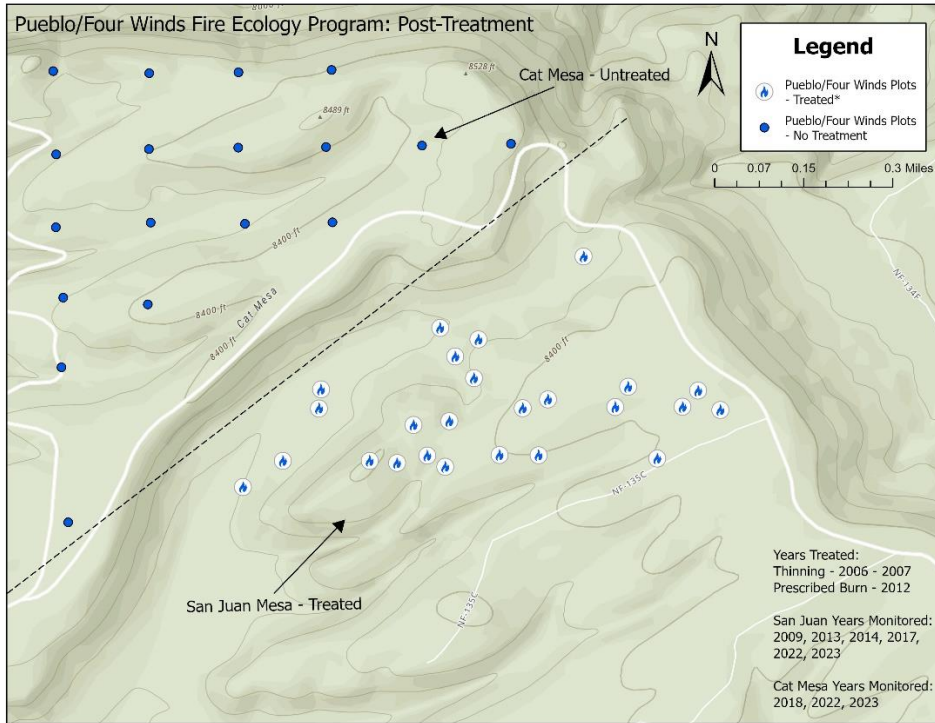 8000 ft
Pueblo/Four Winds Fire Ecology Program: Post-Treatment
N
Legend
Pueblo/Four Winds Plots
- Treated*
Pueblo/Four Winds Plots
- No Treatment
0 0.07 0.15 0.3 Miles
8528 ft
Cat Mesa - Untreated
8489 ft
8400 ft
8400 ft
8400 ft
Cat Mesa
8400 ft
NF-134F
NF-135C
NF-135C
San Juan Mesa - Treated
Years Treated:
Thinning - 2006 - 2007
Prescribed Burn - 2012
San Juan Years Monitored:
2009, 2013, 2014, 2017,
2022, 2023
Cat Mesa Years Monitored:
2018, 2022, 2023